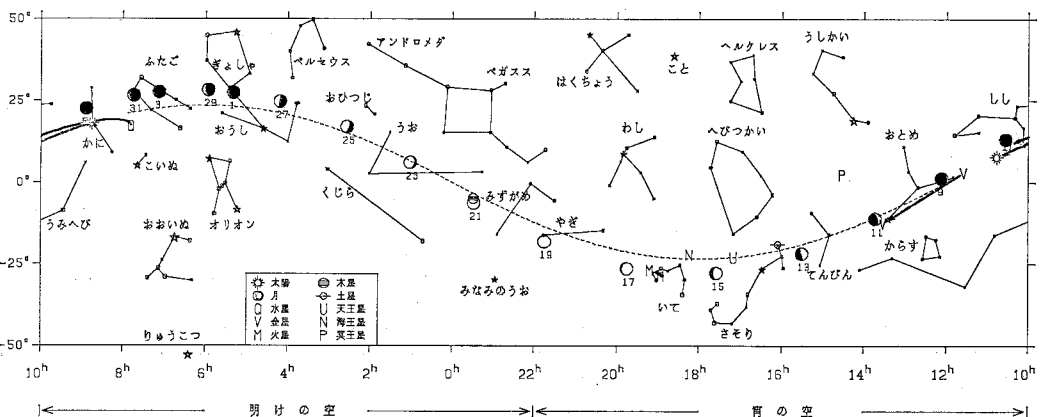 50°
25°
0°
-25°
-50°
ふたご
ぎょしゃ
ペルセウス
アンドロメダ
ペガスス
はくちょう
こと
ヘルクレス
うしかい
しし
31
3
29
1
27
おひつじ
25
おうし
うお
23
わし
へびつかい
おとめ
かに
こいぬ
うみへび
おおいぬ
オリオン
くじら
みずがめ
21
やぎ
19
17
M
いて
N
U
15
さそり
13
てんびん
11
からす
P
V
9
みなみのうお
りゅうこつ
太陽
月
水星
V 金星
M 火星
木星
土星
U 天王星
N 海王星
P 冥王星
50°
25°
0°
-25°
-50°
10h 8h 6h 4h 2h 0h 22h 20h 18h 16h 14h 12h 10h
明けの空
宵の空